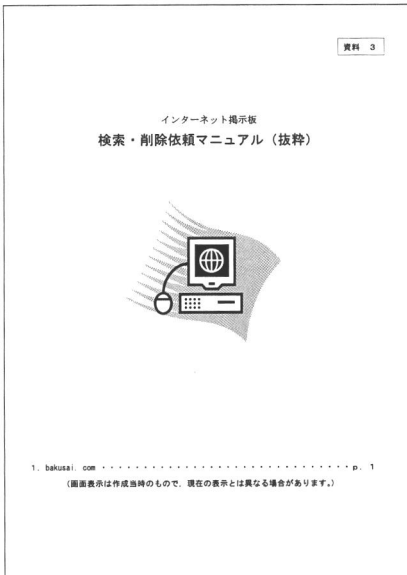 資料 3
インターネット掲示板
検索・削除依頼マニュアル（抜粋）
1. bakusai. com ・・・・・・・・・・・・・・・・・・・・・・・・・・・・・・ p. 1
（画面表示は作成当時のもので，現在の表示とは異なる場合があります。）